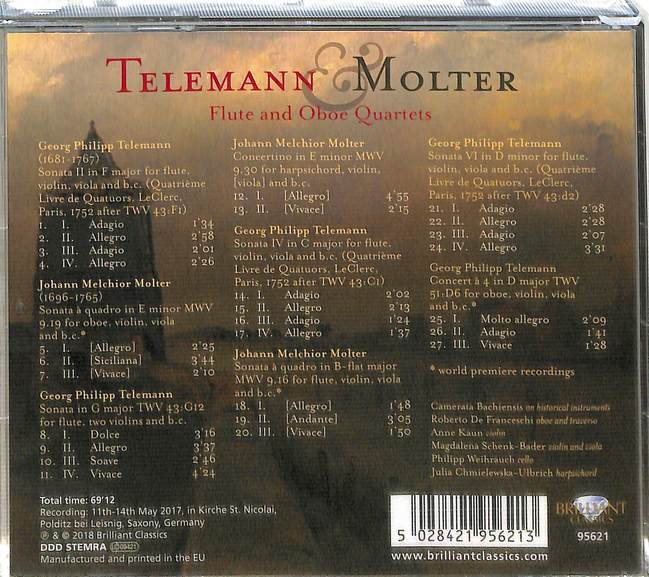 TELEMANN & MOLTER
Flute and Oboe Quartets
Georg Philipp Telemann
(1681-1767)
Sonata II in F major for flute,
violin, viola and b.c. (Quatrième
Livre de Quatuors, LeClerc,
Paris, 1752 after TWV 43:F1)
1. I. Adagio 1'34
2. II. Allegro 2'58
3. III. Adagio 2'01
4. IV. Allegro 2'26
Johann Melchior Molter
(1696-1765)
Sonata à quadro in E minor MWV
9.19 for oboe, violin, viola
and b.c.*
5. I. [Allegro] 2'25
6. II. [Siciliana] 3'44
7. III. [Vivace] 2'10
Georg Philipp Telemann
Sonata in G major TWV 43:G12
for flute, two violins and b.c.
8. I. Dolce 3'16
9. II. Allegro 3'37
10. III. Soave 2'46
11. IV. Vivace 4'24
Johann Melchior Molter
Concertino in E minor MWV
9.30 for harpsichord, violin,
[viola] and b.c.
12. I. [Allegro] 4'55
13. II. [Vivace] 2'15
Georg Philipp Telemann
Sonata IV in C major for flute,
violin, viola and b.c. (Quatrième
Livre de Quatuors, LeClerc,
Paris, 1752 after TWV 43:C1)
14. I. Adagio 2'02
15. II. Allegro 2'13
16. III. Adagio 1'24
17. IV. Allegro 1'37
Johann Melchior Molter
Sonata à quadro in B-flat major
MWV 9.16 for flute, violin, viola
and b.c.*
18. I. [Allegro] 1'48
19. II. [Andante] 3'05
20. III. [Vivace] 1'50
Georg Philipp Telemann
Sonata VI in D minor for flute,
violin, viola and b.c. (Quatrième
Livre de Quatuors, LeClerc,
Paris, 1752 after TWV 43:d2)
21. I. Adagio 2'28
22. II. Allegro 2'28
23. III. Adagio 2'07
24. IV. Allegro 3'31
Georg Philipp Telemann
Concert à 4 in D major TWV
51:D6 for oboe, violin, viola
and b.c.*
25. I. Molto allegro 2'09
26. II. Adagio 1'41
27. III. Vivace 1'28
* world premiere recordings
Camerata Bachiensis on historical instruments
Roberto De Franceschi oboe and traverso
Anne Kaun violin
Magdalena Schenk-Bader violin and viola
Philipp Weihrauch cello
Julia Chmielewska-Ulbrich harpsichord
Total time: 69'12
Recording: 11th-14th May 2017, in Kirche St. Nicolai,
Polditz bei Leisnig, Saxony, Germany
℗ & © 2018 Brilliant Classics
DDD STEMRA LC09421
Manufactured and printed in the EU
5 028421 956213
www.brilliantclassics.com
BRILLIANT
CLASSICS
95621